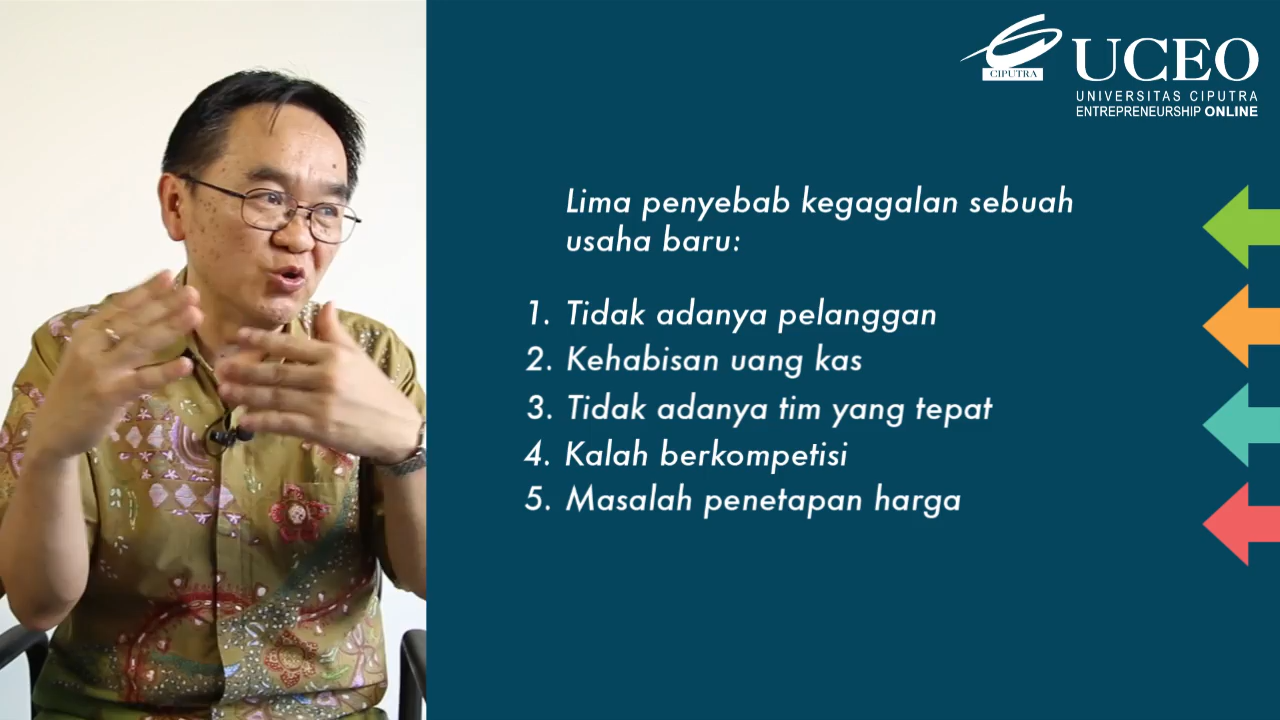 CIPUTRA
UCEO
UNIVERSITAS CIPUTRA
ENTREPRENEURSHIP ONLINE
Lima penyebab kegagalan sebuah
usaha baru:
1. Tidak adanya pelanggan
2. Kehabisan uang kas
3. Tidak adanya tim yang tepat
4. Kalah berkompetisi
5. Masalah penetapan harga